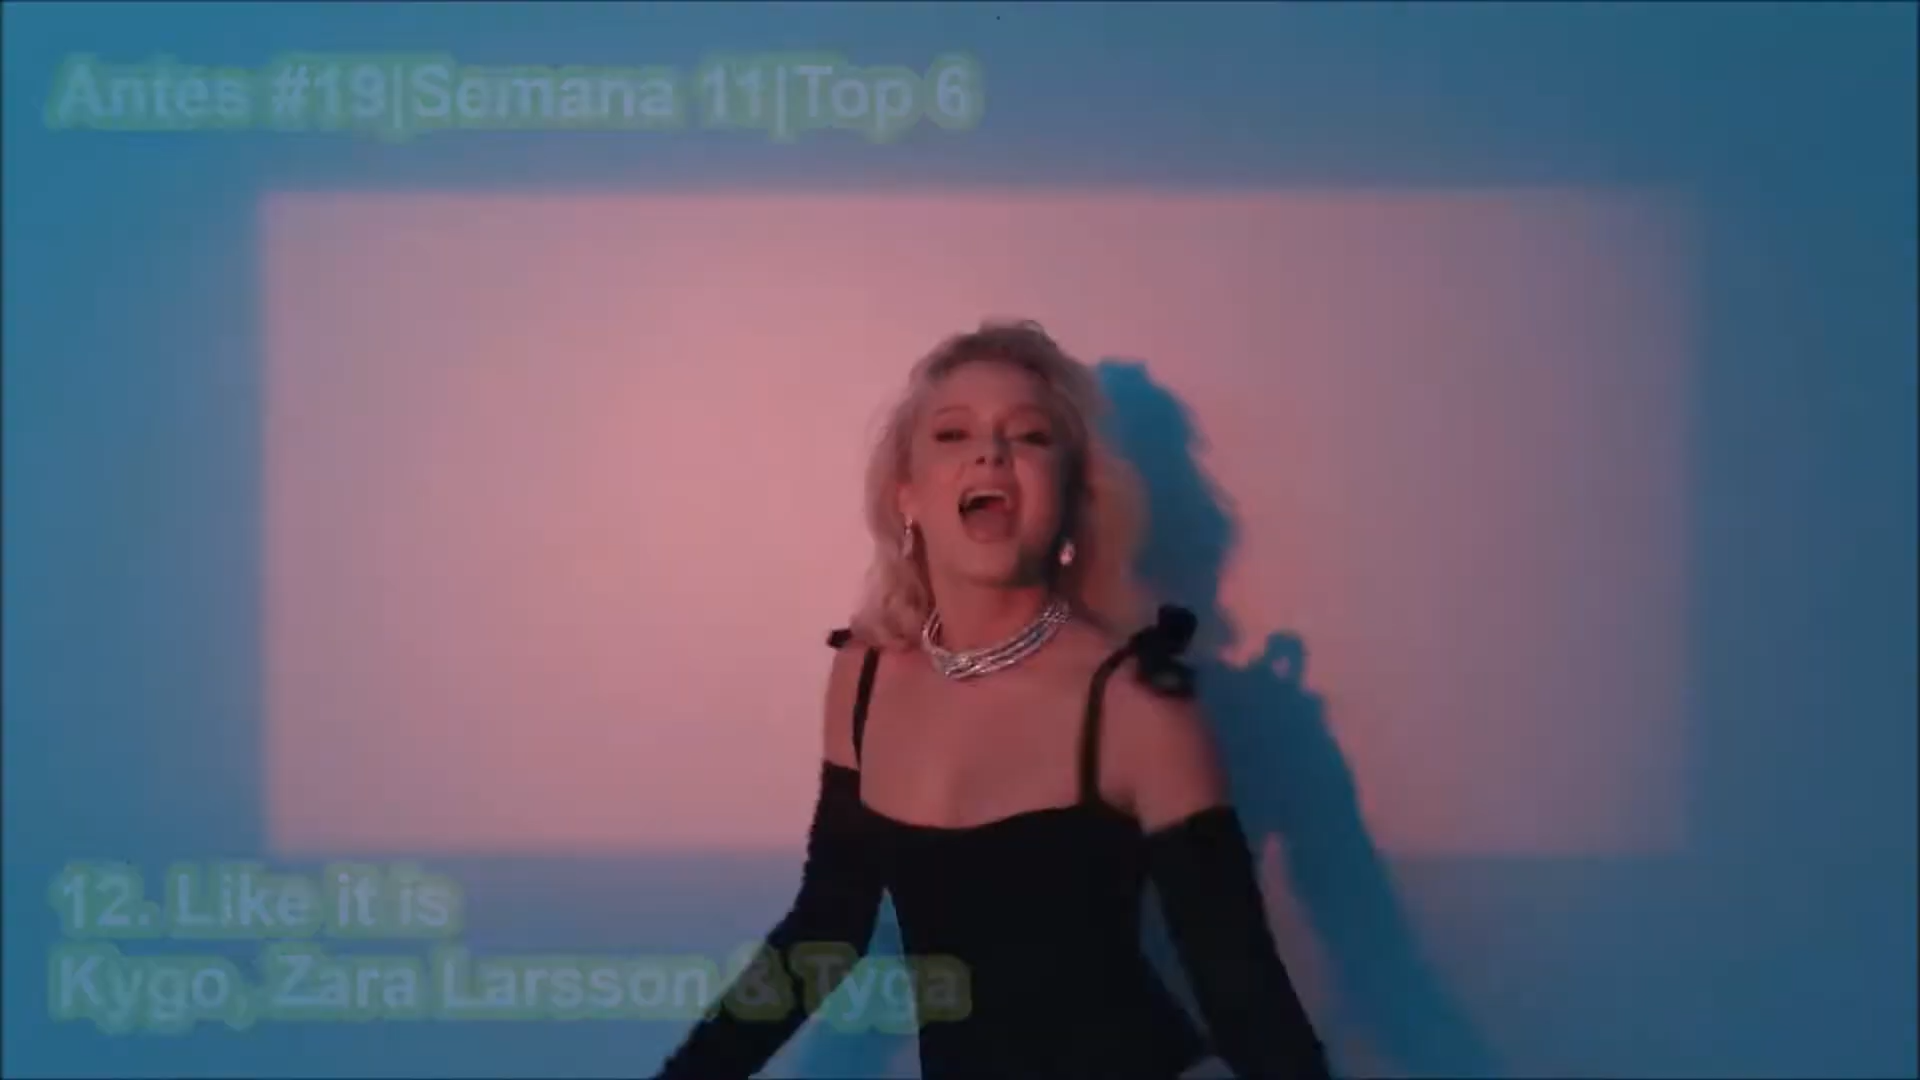 Antes #19|Semana 11|Top 6
12. Like it is
Kygo, Zara Larsson, & Tyga